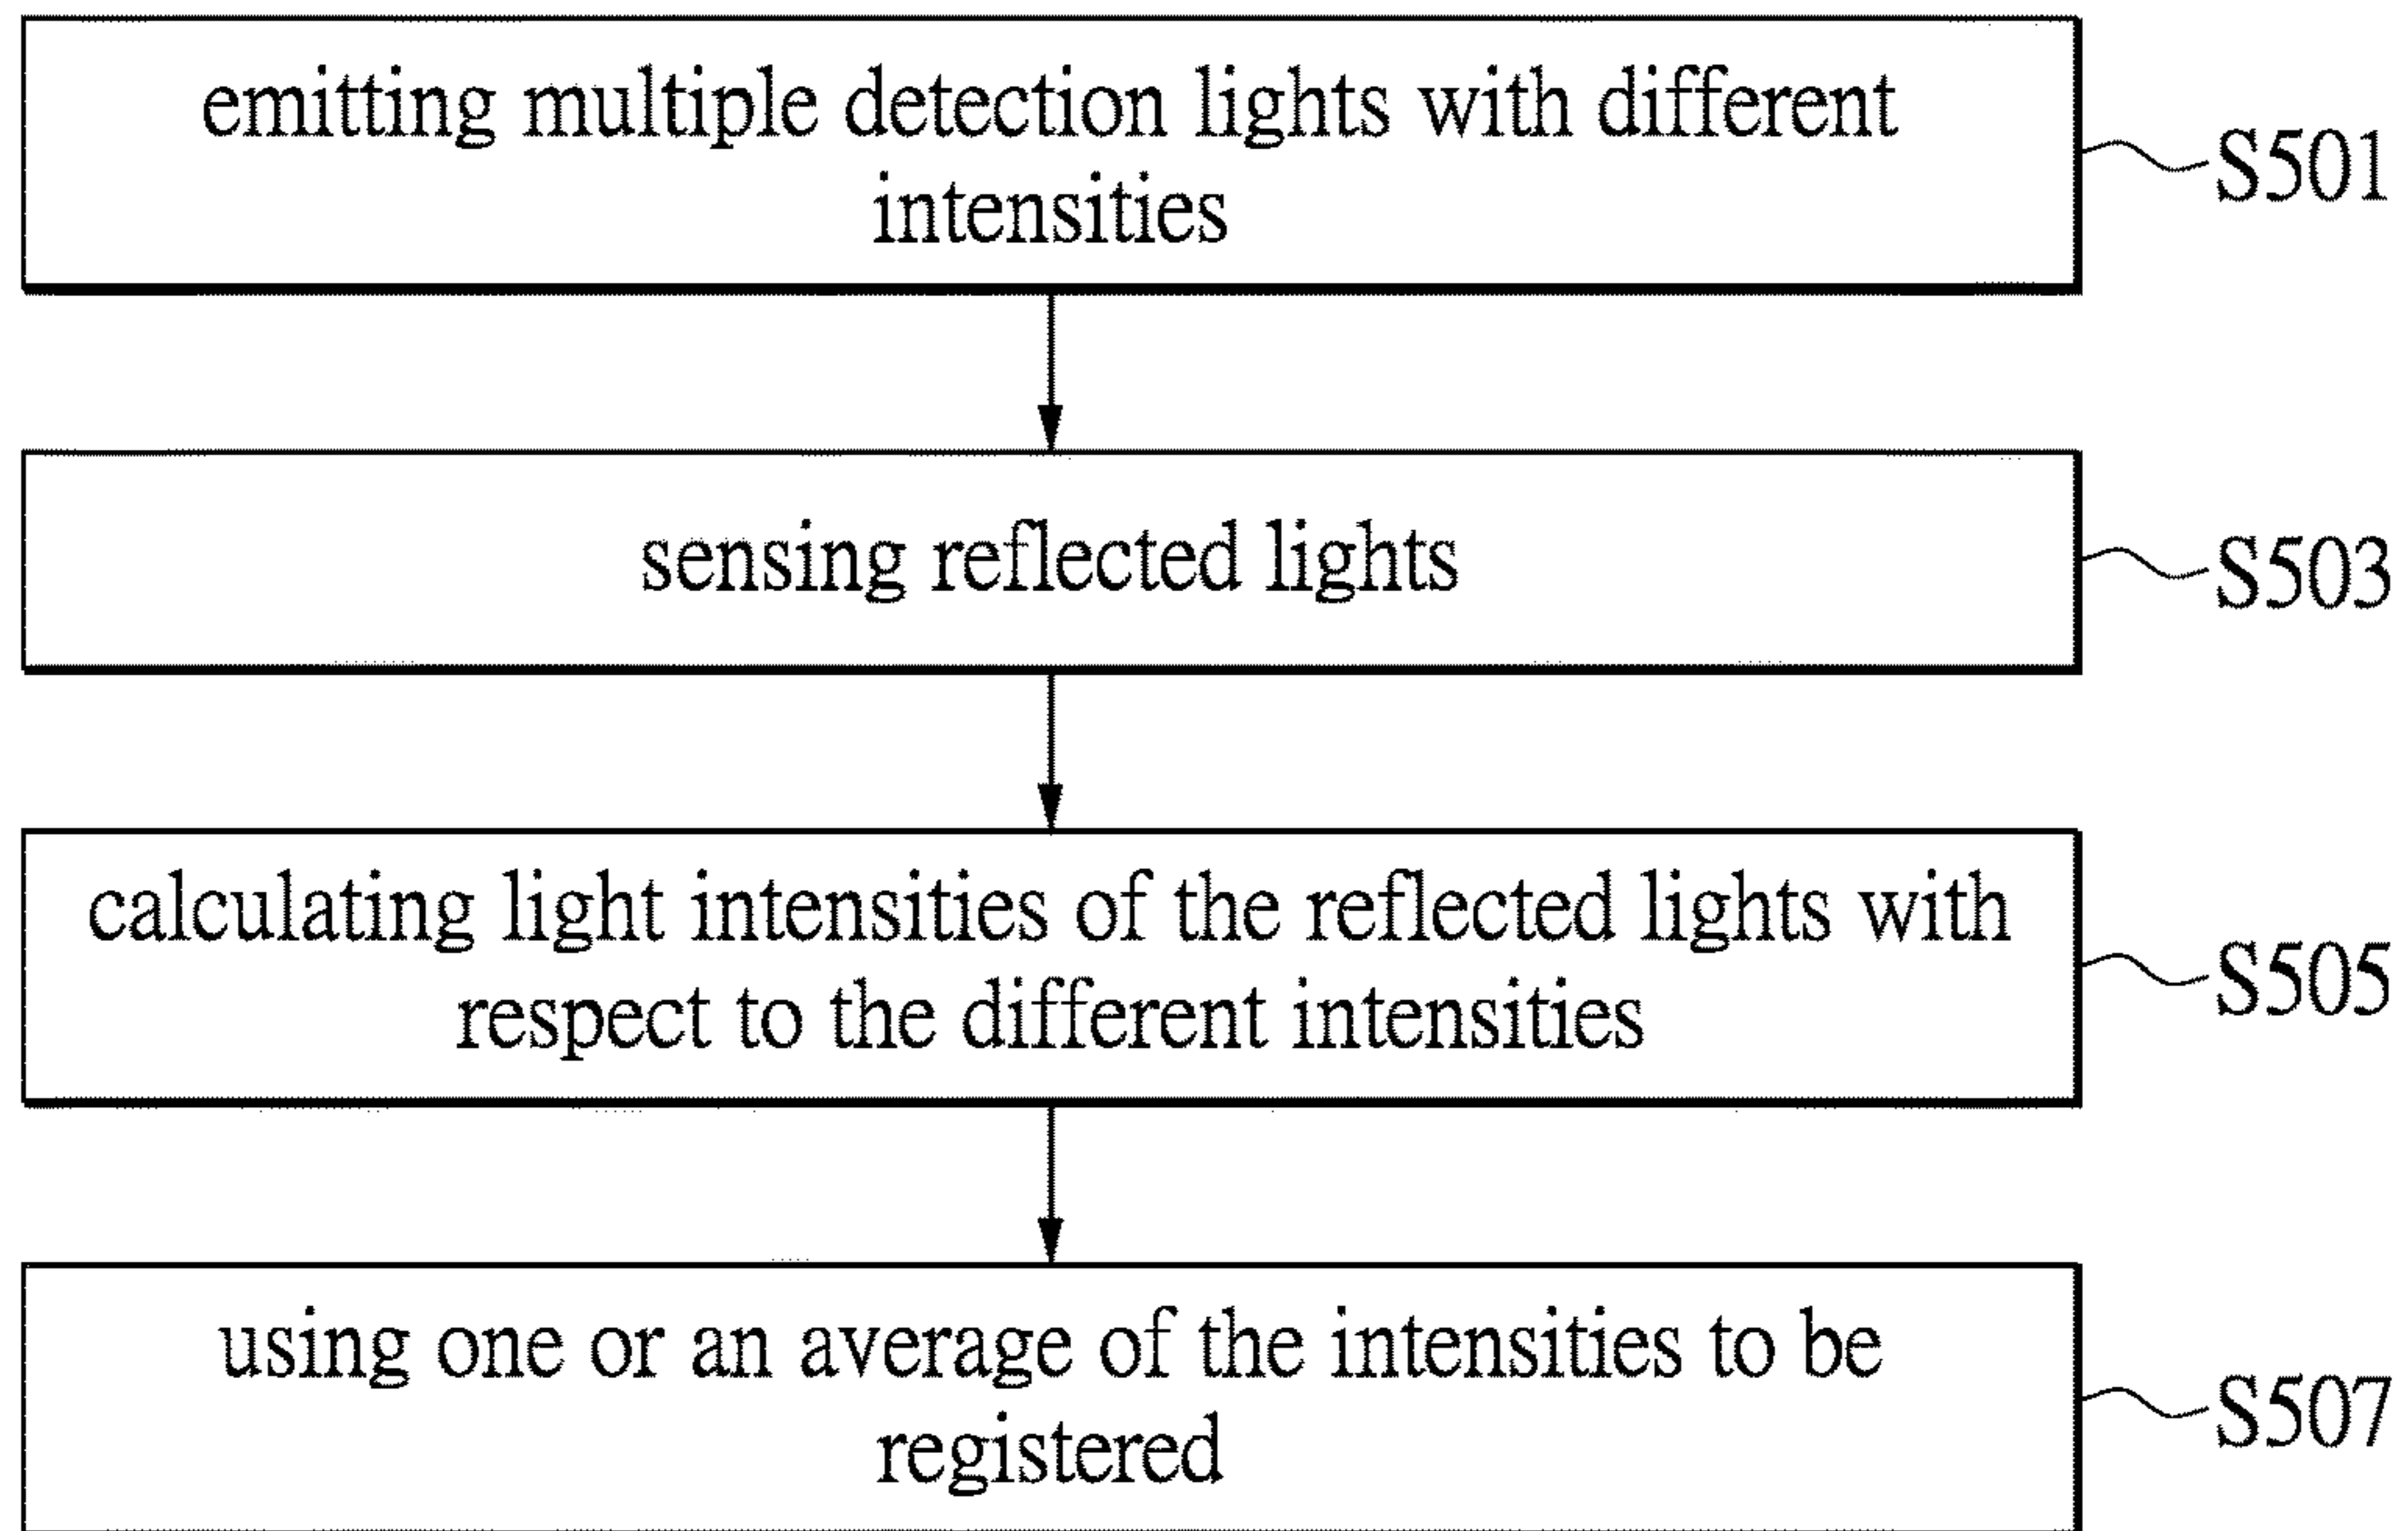 emitting multiple detection lights with different
intensities
S501
sensing reflected lights
S503
calculating light intensities of the reflected lights with
respect to the different intensities
S505
using one or an average of the intensities to be
registered
S507